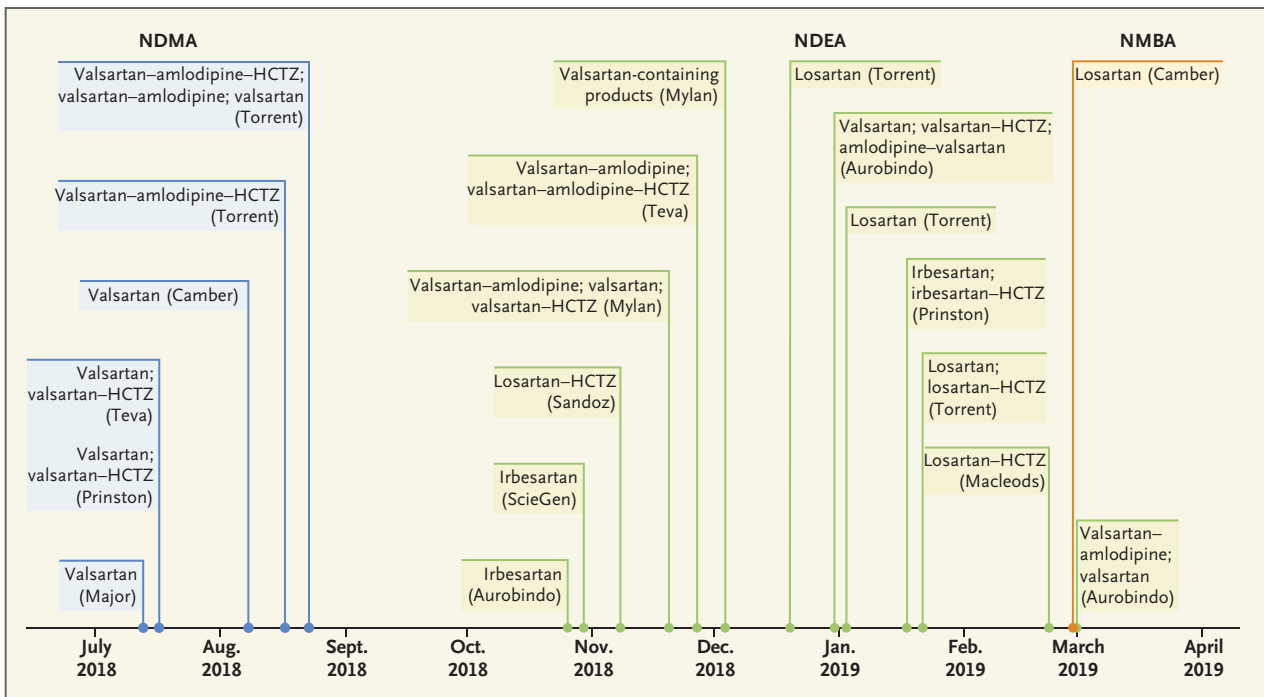 NDMA
Valsartan–amlodipine–HCTZ;
valsartan–amlodipine; valsartan
(Torrent)
Valsartan–amlodipine–HCTZ
(Torrent)
Valsartan (Camber)
Valsartan;
valsartan–HCTZ
(Teva)
Valsartan;
valsartan–HCTZ
(Prinston)
Valsartan
(Major)
NDEA
Valsartan-containing
products (Mylan)
Valsartan–amlodipine;
valsartan–amlodipine–HCTZ
(Teva)
Valsartan–amlodipine; valsartan;
valsartan–HCTZ (Mylan)
Losartan–HCTZ
(Sandoz)
Irbesartan
(ScieGen)
Irbesartan
(Aurobindo)
Losartan (Torrent)
Valsartan; valsartan–HCTZ;
amlodipine–valsartan
(Aurobindo)
Losartan (Torrent)
Irbesartan;
irbesartan–HCTZ
(Prinston)
Losartan;
losartan–HCTZ
(Torrent)
Losartan–HCTZ
(Macleods)
Valsartan–
amlodipine;
valsartan
(Aurobindo)
NMBA
Losartan (Camber)
July
2018
Aug.
2018
Sept.
2018
Oct.
2018
Nov.
2018
Dec.
2018
Jan.
2019
Feb.
2019
March
2019
April
2019